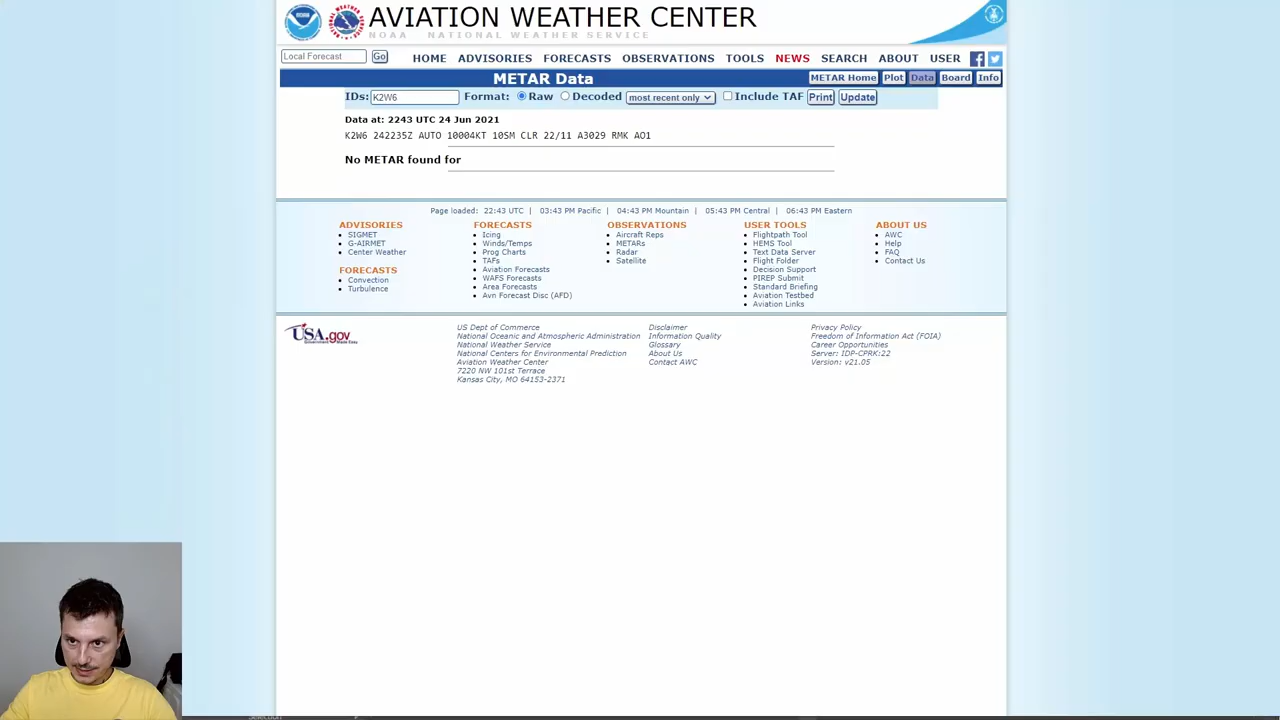 AVIATION WEATHER CENTER
NOAA NATIONAL WEATHER SERVICE
Local Forecast Go HOME ADVISORIES FORECASTS OBSERVATIONS TOOLS NEWS SEARCH ABOUT USER
METAR Data METAR Home Plot Data Board Info
IDs: K2W6 Format: Raw Decoded most recent only Include TAF Print Update
Data at: 2243 UTC 24 Jun 2021
K2W6 242235Z AUTO 10004KT 10SM CLR 22/11 A3029 RMK AO1
No METAR found for
Page loaded: 22:43 UTC | 03:43 PM Pacific | 04:43 PM Mountain | 05:43 PM Central | 06:43 PM Eastern
ADVISORIES
SIGMET
G-AIRMET
Center Weather
FORECASTS
Convection
Turbulence
FORECASTS
Icing
Winds/Temps
Prog Charts
TAFs
Aviation Forecasts
WAFS Forecasts
Area Forecasts
Avn Forecast Disc (AFD)
OBSERVATIONS
Aircraft Reps
METARs
Radar
Satellite
USER TOOLS
Flightpath Tool
HEMS Tool
Text Data Server
Flight Folder
Decision Support
PIREP Submit
Standard Briefing
Aviation Testbed
Aviation Links
ABOUT US
AWC
Help
FAQ
Contact Us
USA.gov
US Dept of Commerce
National Oceanic and Atmospheric Administration
National Weather Service
National Centers for Environmental Prediction
Aviation Weather Center
7220 NW 101st Terrace
Kansas City, MO 64153-2371
Disclaimer
Information Quality
Glossary
About Us
Contact AWC
Privacy Policy
Freedom of Information Act (FOIA)
Career Opportunities
Server: IDP-CPRK:22
Version: v21.05